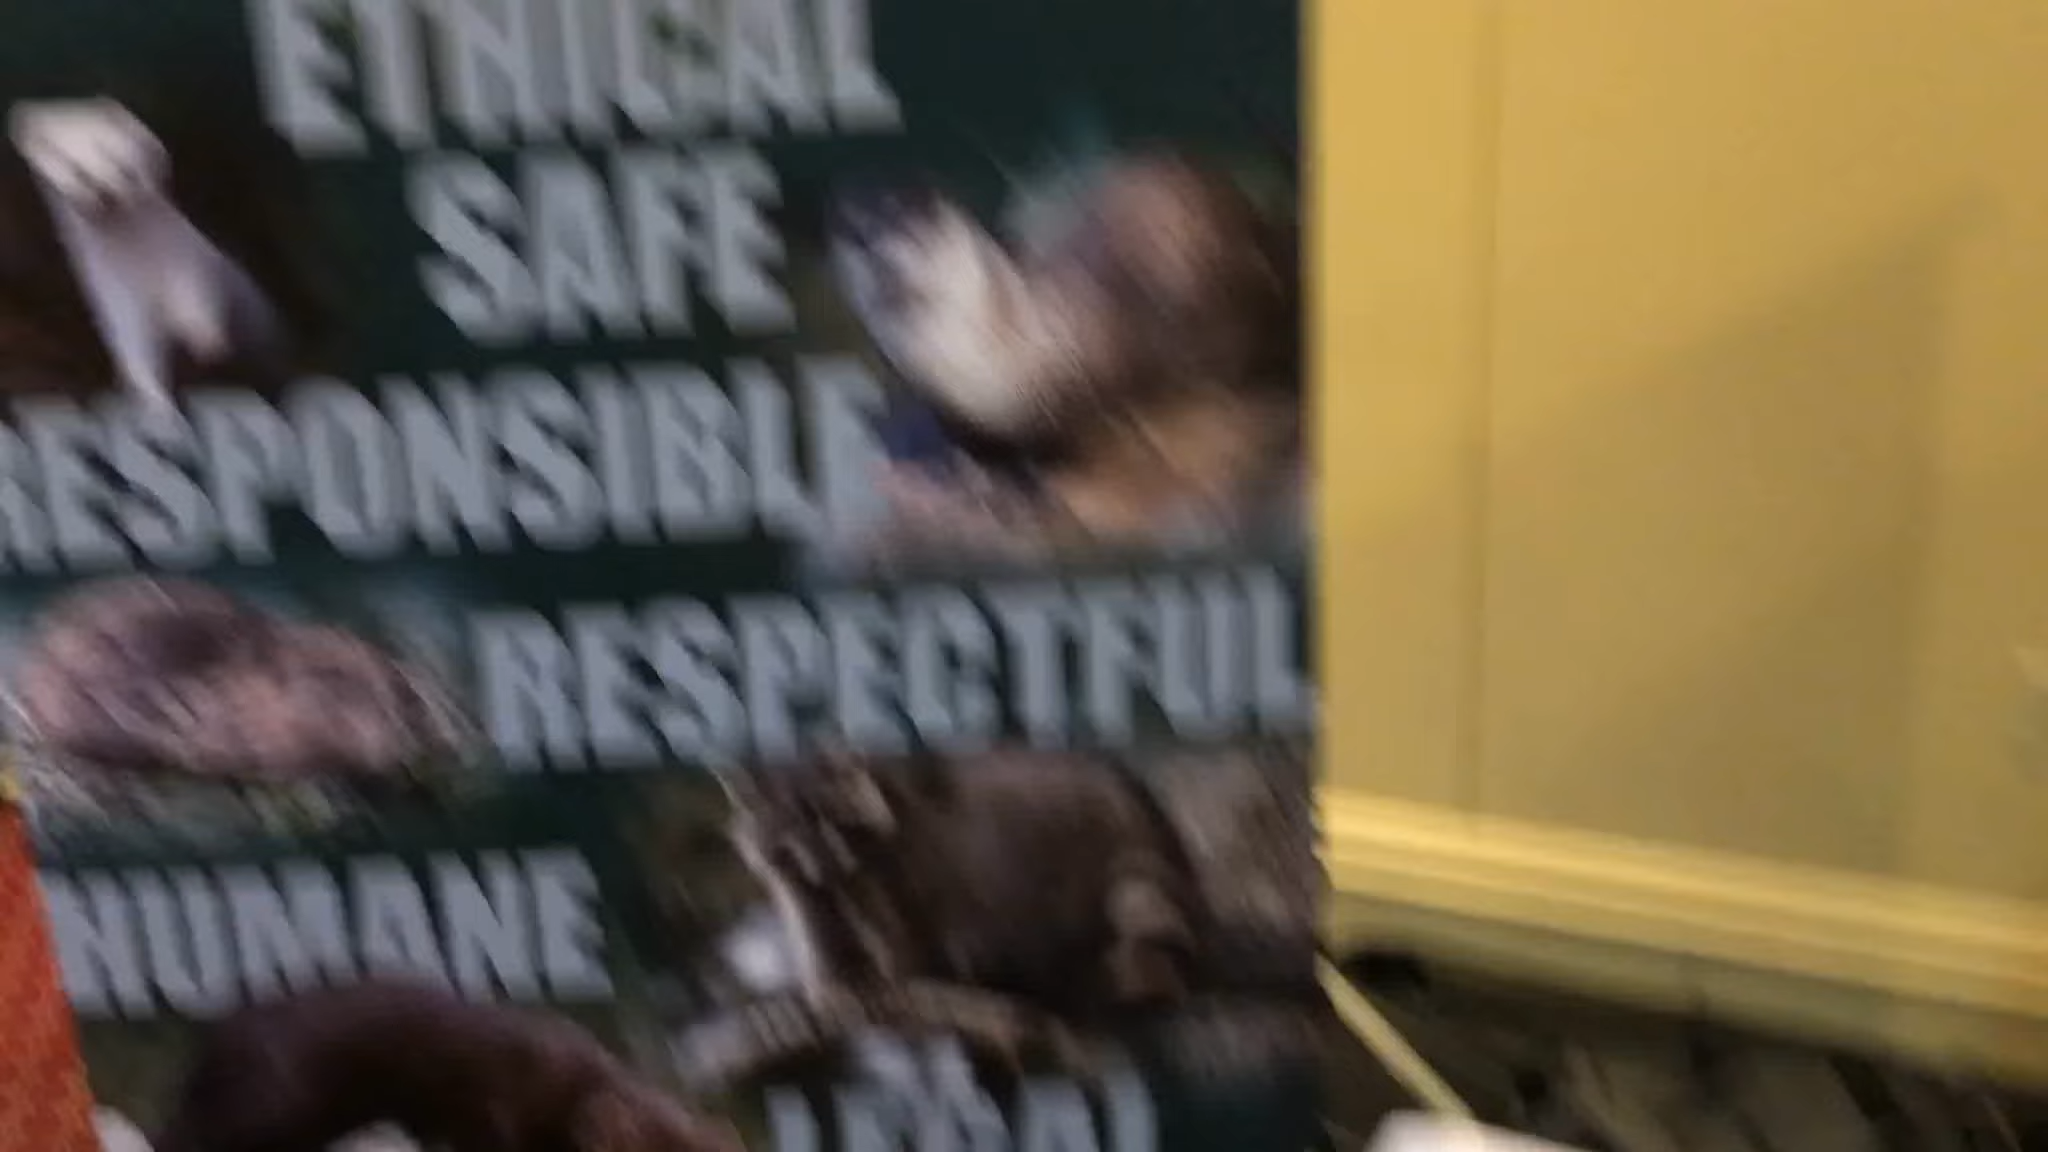 ETHICAL
SAFE
RESPONSIBLE
RESPECTFUL
HUMANE
LEGAL